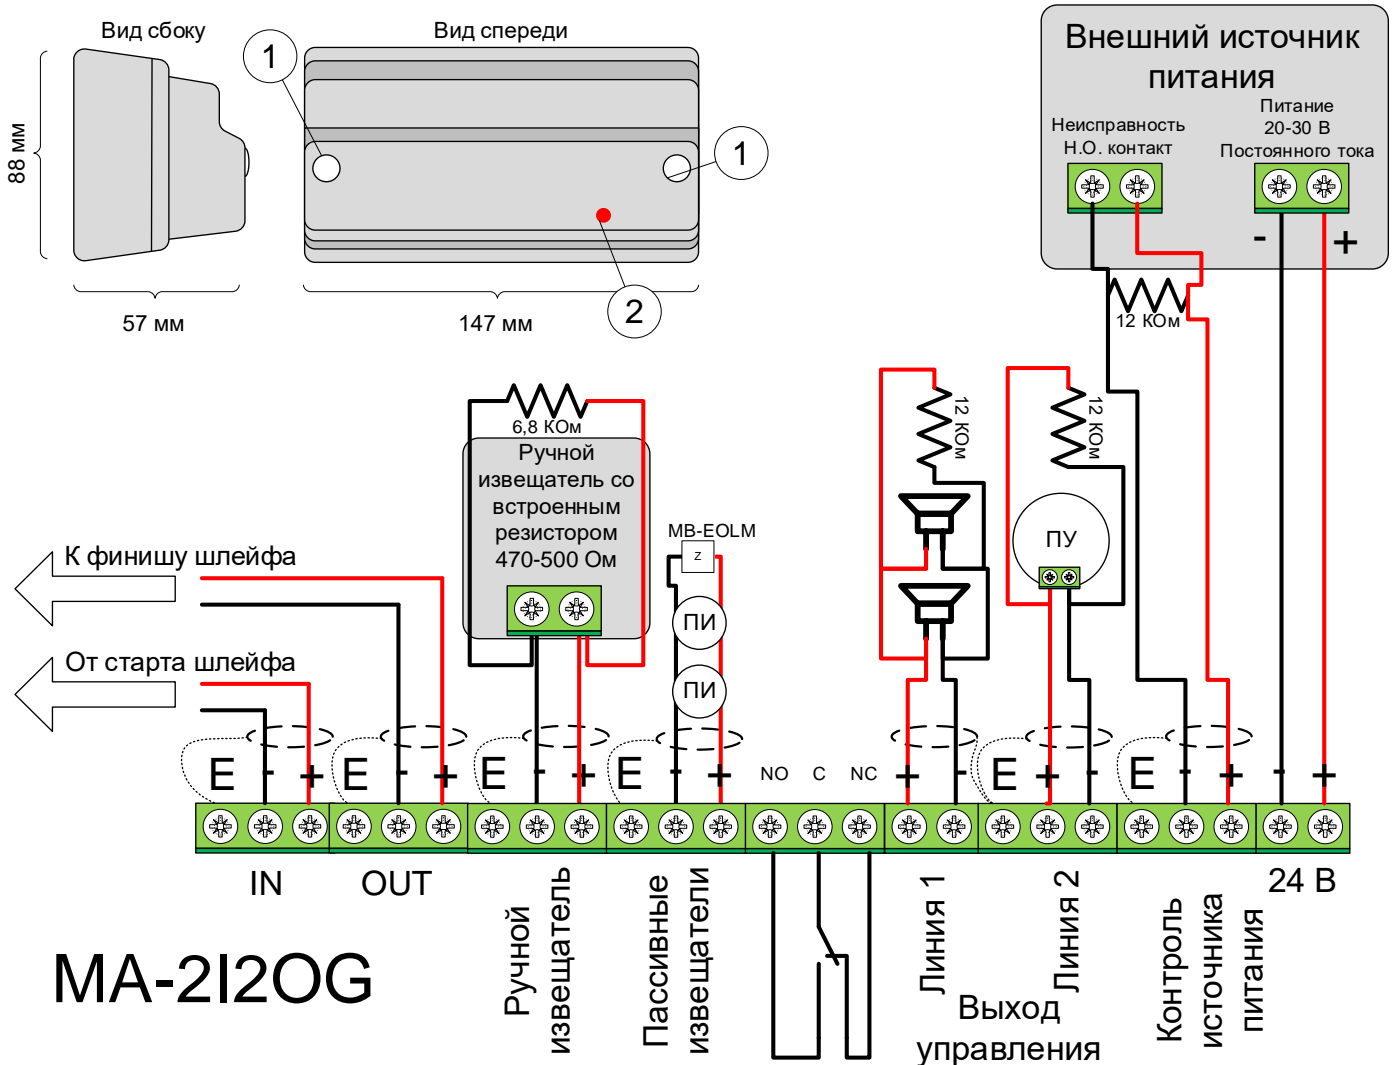 Вид сбоку
Вид спереди
1
1
2
88 мм
57 мм
147 мм
Внешний источник
питания
Неисправность
Н.О. контакт
Питание
20-30 В
Постоянного тока
- +
12 КОм
6,8 КОм
Ручной
извещатель со
встроенным
резистором
470-500 Ом
MB-EOLM
z
ПИ
ПИ
12 КОм
12 КОм
ПУ
К финишу шлейфа
От старта шлейфа
E - + E - + E - + E - + NO C NC + - E + - E - + - +
IN
OUT
Ручной
извещатель
Пассивные
извещатели
Линия 1
Линия 2
Выход
управления
Контроль
источника
питания
24 В
MA-2I2OG